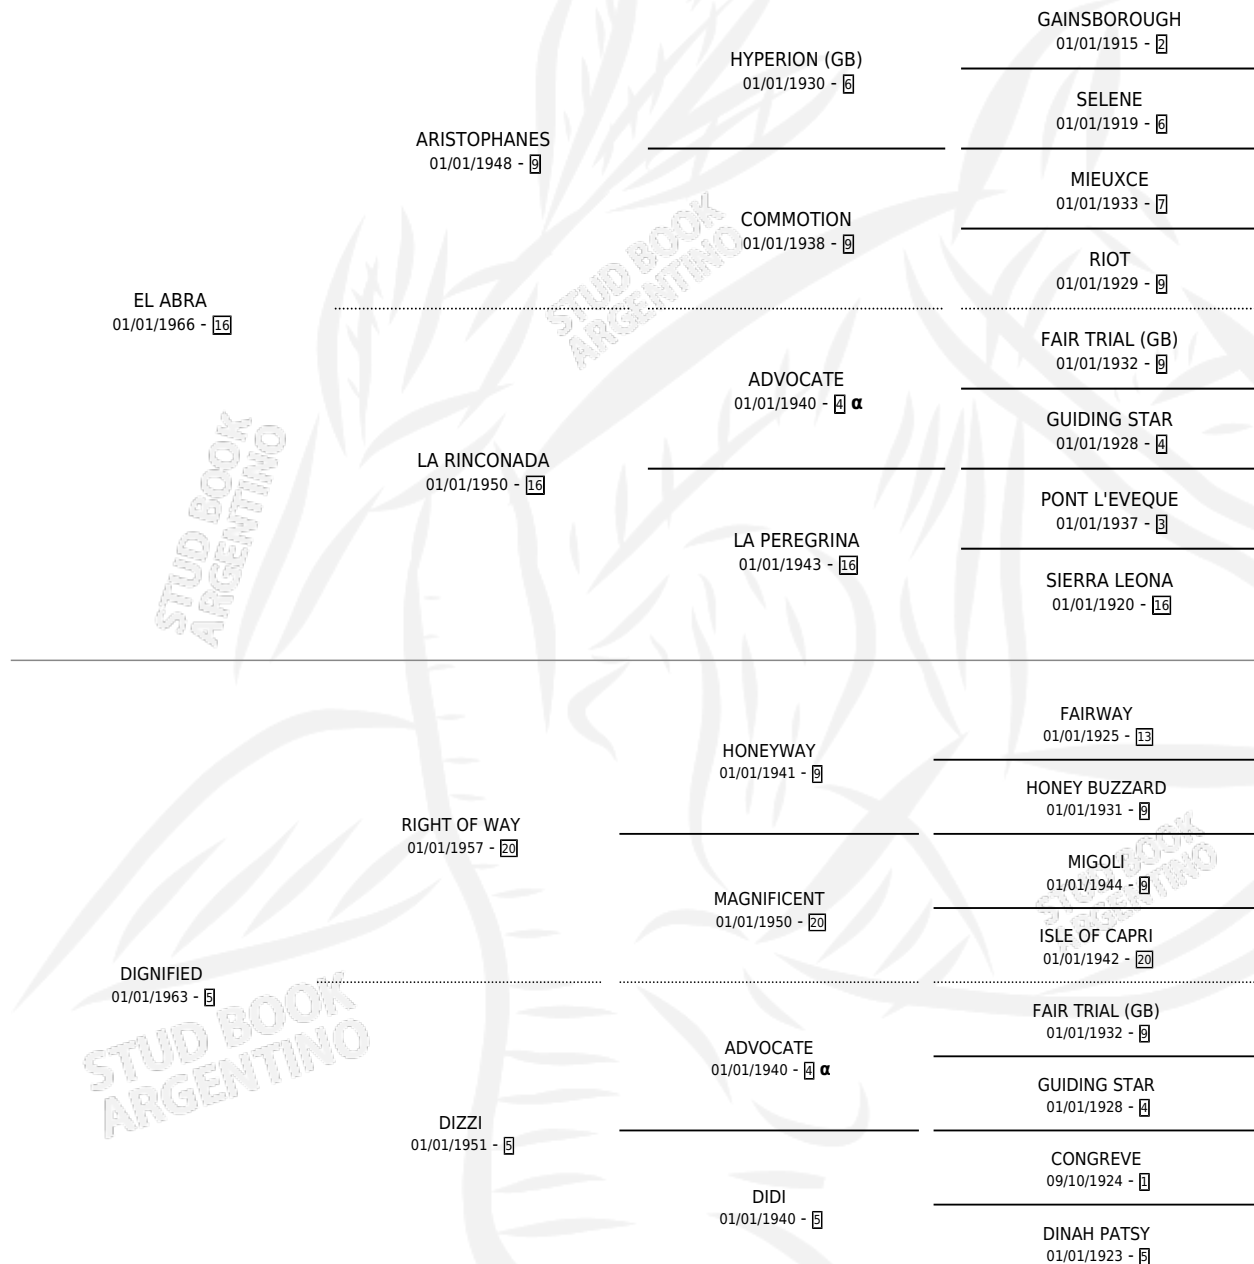 GAINSBOROUGH
01/01/1915 - 2
HYPERION (GB)
01/01/1930 - 6
SELENE
01/01/1919 - 6
ARISTOPHANES
01/01/1948 - 9
MIEUXCE
01/01/1933 - 7
COMMOTION
01/01/1938 - 9
RIOT
01/01/1929 - 9
EL ABRA
01/01/1966 - 16
FAIR TRIAL (GB)
01/01/1932 - 9
ADVOCATE
01/01/1940 - 4 α
GUIDING STAR
01/01/1928 - 4
LA RINCONADA
01/01/1950 - 16
PONT L'EVEQUE
01/01/1937 - 3
LA PEREGRINA
01/01/1943 - 16
SIERRA LEONA
01/01/1920 - 16
FAIRWAY
01/01/1925 - 13
HONEYWAY
01/01/1941 - 9
HONEY BUZZARD
01/01/1931 - 9
RIGHT OF WAY
01/01/1957 - 20
MIGOLI
01/01/1944 - 9
MAGNIFICENT
01/01/1950 - 20
ISLE OF CAPRI
01/01/1942 - 20
DIGNIFIED
01/01/1963 - 5
FAIR TRIAL (GB)
01/01/1932 - 9
ADVOCATE
01/01/1940 - 4 α
GUIDING STAR
01/01/1928 - 4
DIZZI
01/01/1951 - 5
CONGREVE
09/10/1924 - 1
DIDI
01/01/1940 - 5
DINAH PATSY
01/01/1923 - 5
STUD BOOK
ARGENTINO
STUD BOOK
ARGENTINO
STUD BOOK
ARGENTINO
STUD BOOK
ARGENTINO